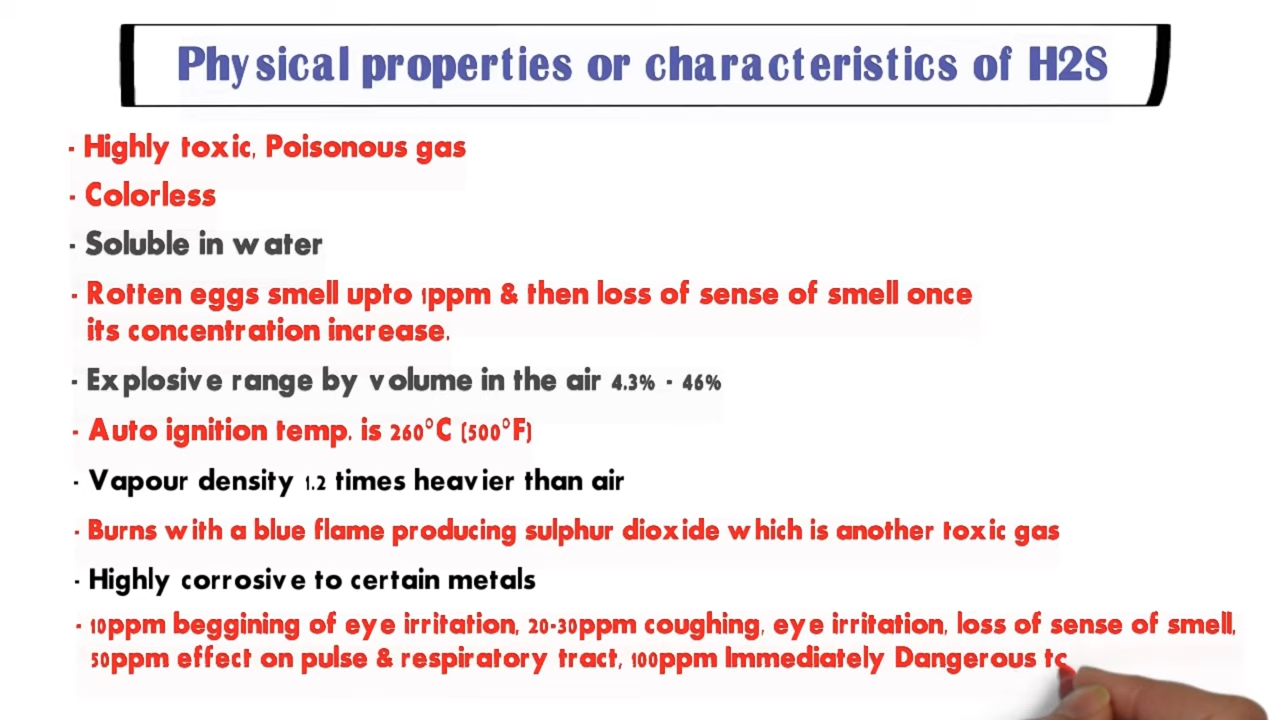 Physical properties or characteristics of H2S
- Highly toxic, Poisonous gas
- Colorless
- Soluble in water
- Rotten eggs smell upto 1ppm & then loss of sense of smell once
its concentration increase.
- Explosive range by volume in the air 4.3% - 46%
- Auto ignition temp. is 260°C (500°F)
- Vapour density 1.2 times heavier than air
- Burns with a blue flame producing sulphur dioxide which is another toxic gas
- Highly corrosive to certain metals
- 10ppm beggining of eye irritation, 20-30ppm coughing, eye irritation, loss of sense of smell,
50ppm effect on pulse & respiratory tract, 100ppm Immediately Dangerous